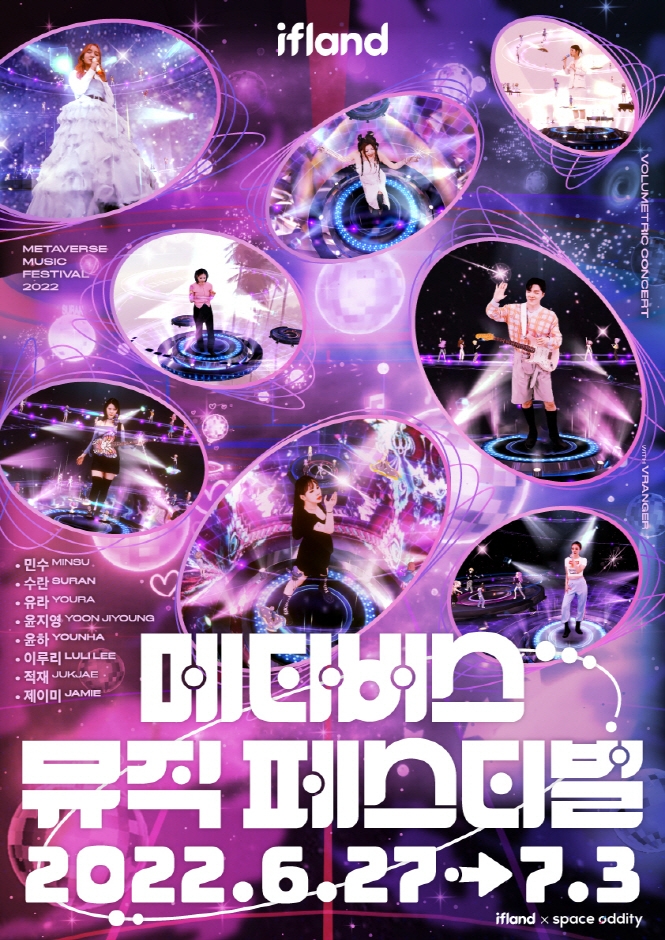 ifland
VOLUMETRIC CONCERT
METAVERSE
MUSIC
FESTIVAL
2022
WITH VRANGER
• 민수 MINSU
• 수란 SURAN
• 유라 YOURA
• 윤지영 YOON JIYOUNG
• 윤하 YOUNHA
• 이루리 LULI LEE
• 적재 JUKJAE
• 제이미 JAMIE
메타버스
뮤직 페스티벌
2022.6.27→7.3
ifland × space oddity